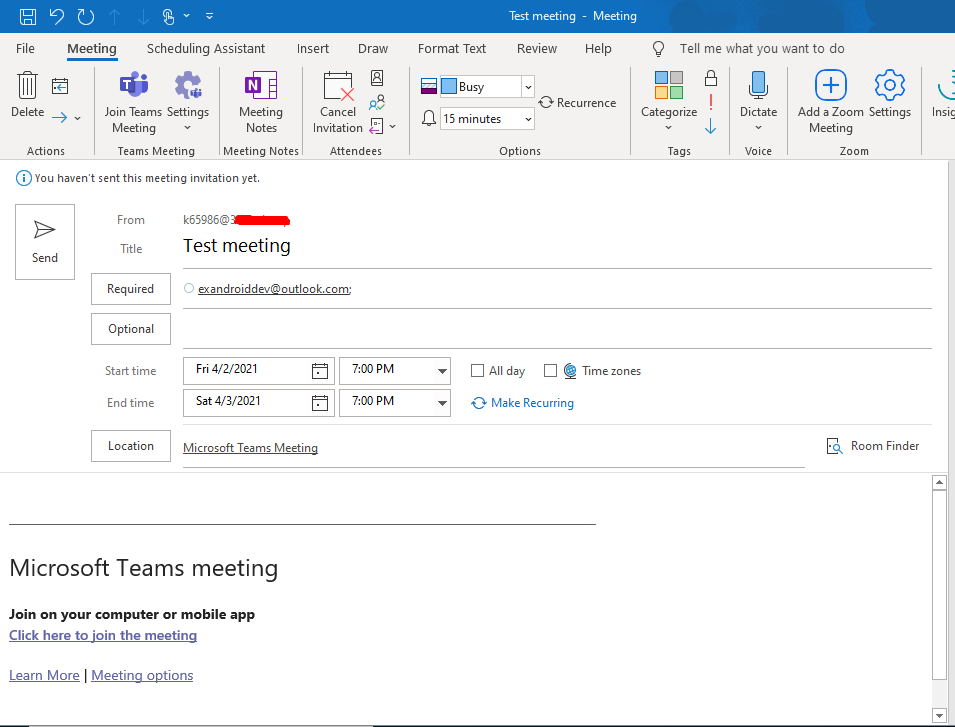 Test meeting - Meeting
File Meeting Scheduling Assistant Insert Draw Format Text Review Help Tell me what you want to do
Delete
Join Teams Meeting
Settings
N
Meeting Notes
Cancel Invitation
Busy
15 minutes
Recurrence
Categorize
Dictate
Add a Zoom Meeting
Settings
Insig
Actions Teams Meeting Meeting Notes Attendees Options Tags Voice Zoom
You haven't sent this meeting invitation yet.
Send
From k65986@3
Title Test meeting
Required exandroiddev@outlook.com;
Optional
Start time Fri 4/2/2021 7:00 PM All day Time zones
End time Sat 4/3/2021 7:00 PM Make Recurring
Location Microsoft Teams Meeting Room Finder
Microsoft Teams meeting
Join on your computer or mobile app
Click here to join the meeting
Learn More | Meeting options